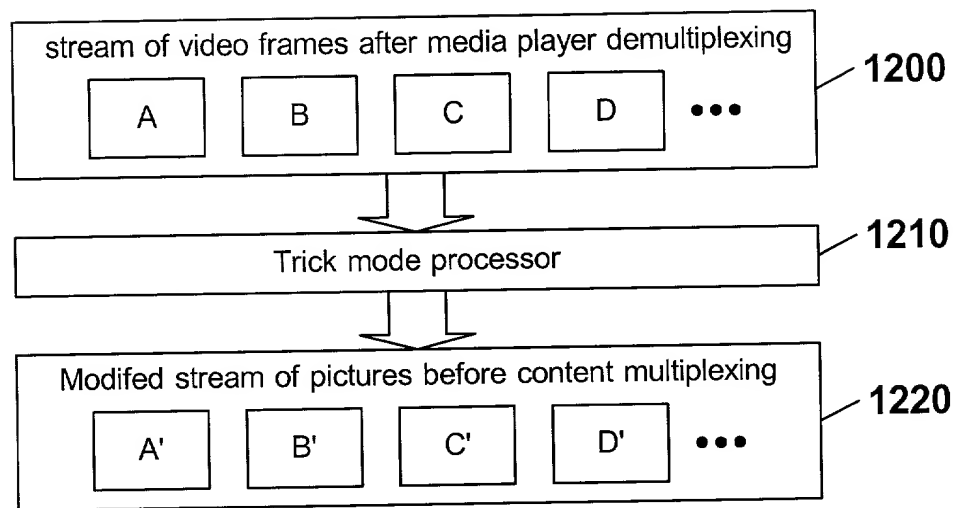 stream of video frames after media player demultiplexing
1200
A B C D •••
Trick mode processor
1210
Modifed stream of pictures before content multiplexing
1220
A' B' C' D' •••